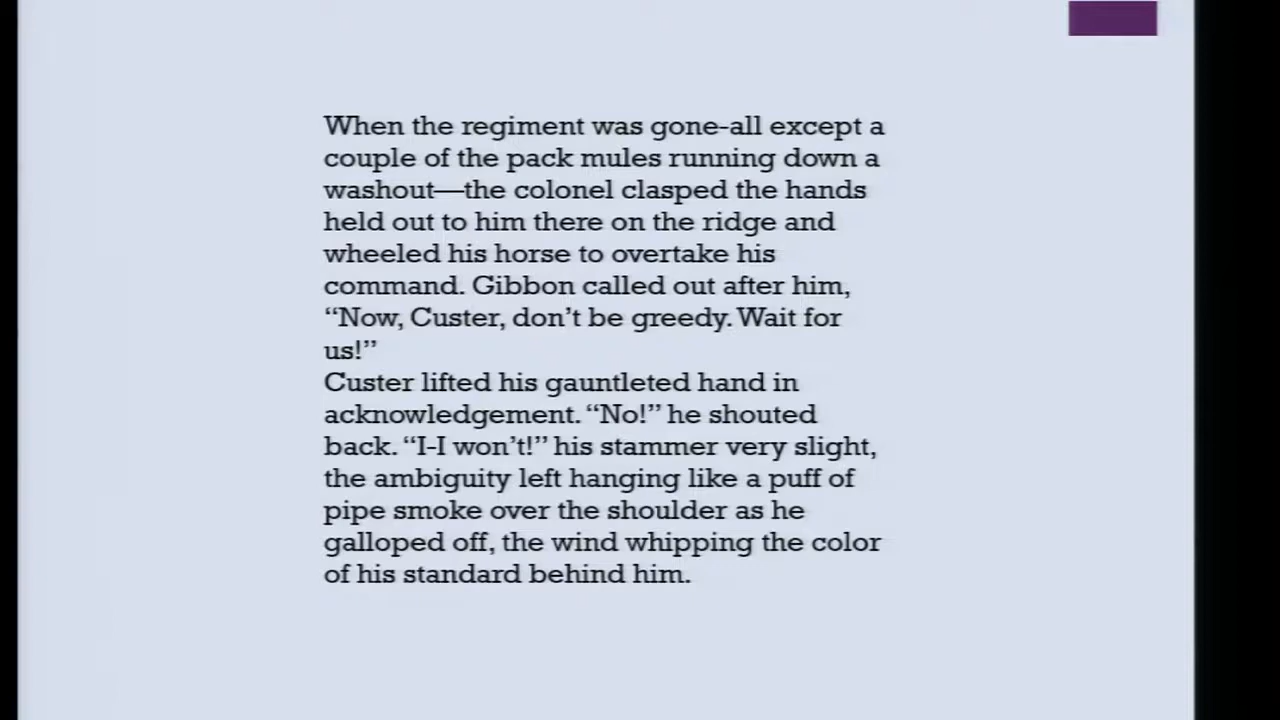 When the regiment was gone-all except a
couple of the pack mules running down a
washout—the colonel clasped the hands
held out to him there on the ridge and
wheeled his horse to overtake his
command. Gibbon called out after him,
“Now, Custer, don’t be greedy. Wait for
us!”
Custer lifted his gauntleted hand in
acknowledgement. “No!” he shouted
back. “I-I won’t!” his stammer very slight,
the ambiguity left hanging like a puff of
pipe smoke over the shoulder as he
galloped off, the wind whipping the color
of his standard behind him.